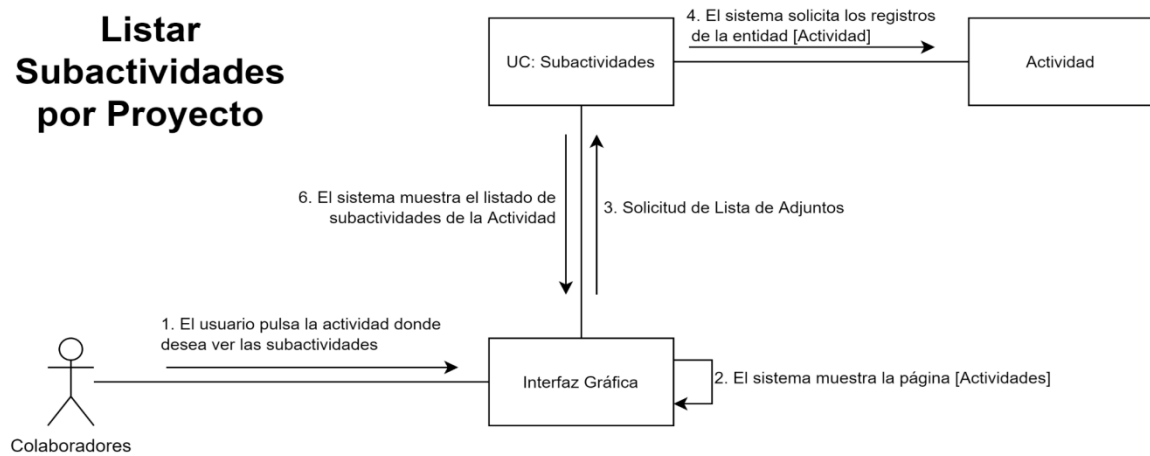 Listar
Subactividades
por Proyecto
UC: Subactividades
4. El sistema solicita los registros
de la entidad [Actividad]
Actividad
6. El sistema muestra el listado de
subactividades de la Actividad
3. Solicitud de Lista de Adjuntos
1. El usuario pulsa la actividad donde
desea ver las subactividades
Interfaz Gráfica
2. El sistema muestra la página [Actividades]
Colaboradores